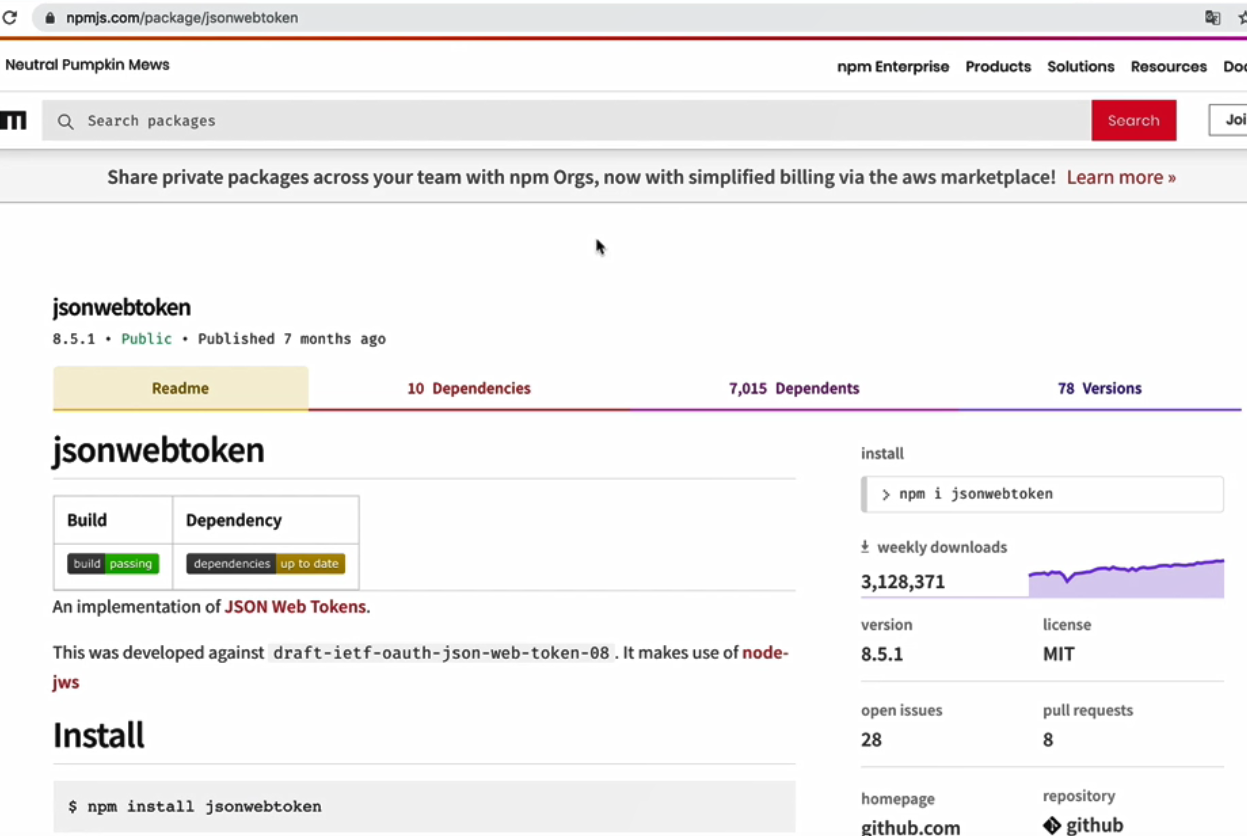 npmjs.com/package/jsonwebtoken
Neutral Pumpkin Mews
npm Enterprise Products Solutions Resources
Search packages
Search
Share private packages across your team with npm Orgs, now with simplified billing via the aws marketplace! Learn more »
jsonwebtoken
8.5.1 • Public • Published 7 months ago
Readme
10 Dependencies
7,015 Dependents
78 Versions
jsonwebtoken
Build Dependency
build passing dependencies up to date
An implementation of JSON Web Tokens.
This was developed against draft-ietf-oauth-json-web-token-08 . It makes use of node-
jws
Install
$ npm install jsonwebtoken
install
> npm i jsonwebtoken
weekly downloads
3,128,371
version license
8.5.1 MIT
open issues pull requests
28 8
homepage repository
github.com github